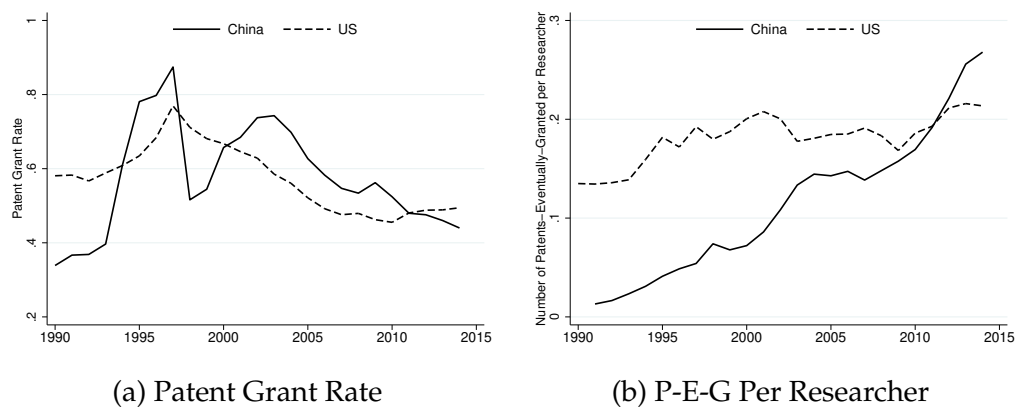 1
.8
.6
.4
.2
Patent Grant Rate
China US
1990 1995 2000 2005 2010 2015
(a) Patent Grant Rate
.3
.2
.1
0
Number of Patents−Eventually−Granted per Researcher
China US
1990 1995 2000 2005 2010 2015
(b) P-E-G Per Researcher